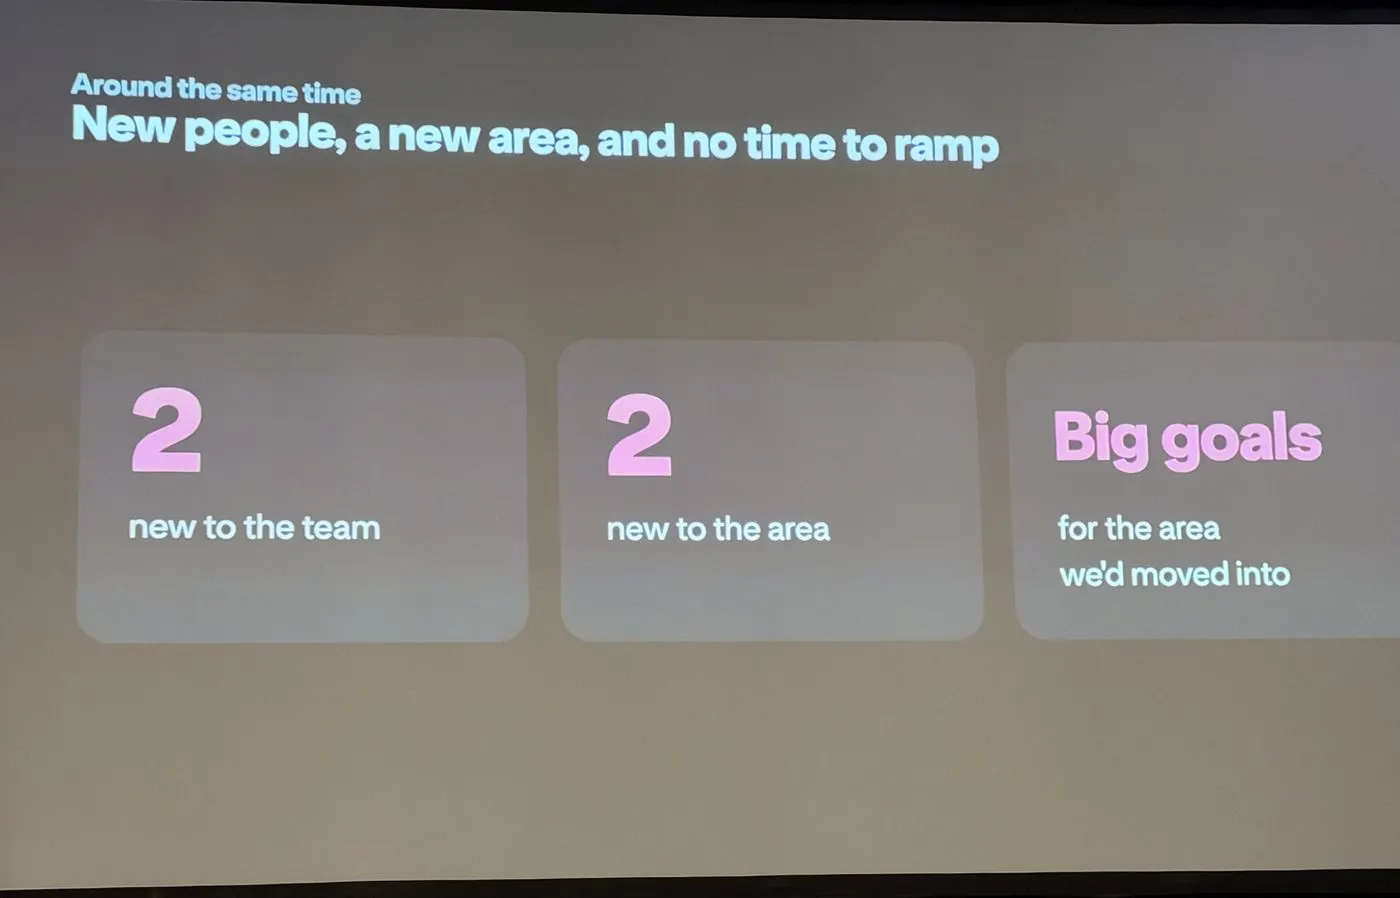 Around the same time
New people, a new area, and no time to ramp
2
new to the team
2
new to the area
Big goals
for the area
we'd moved into